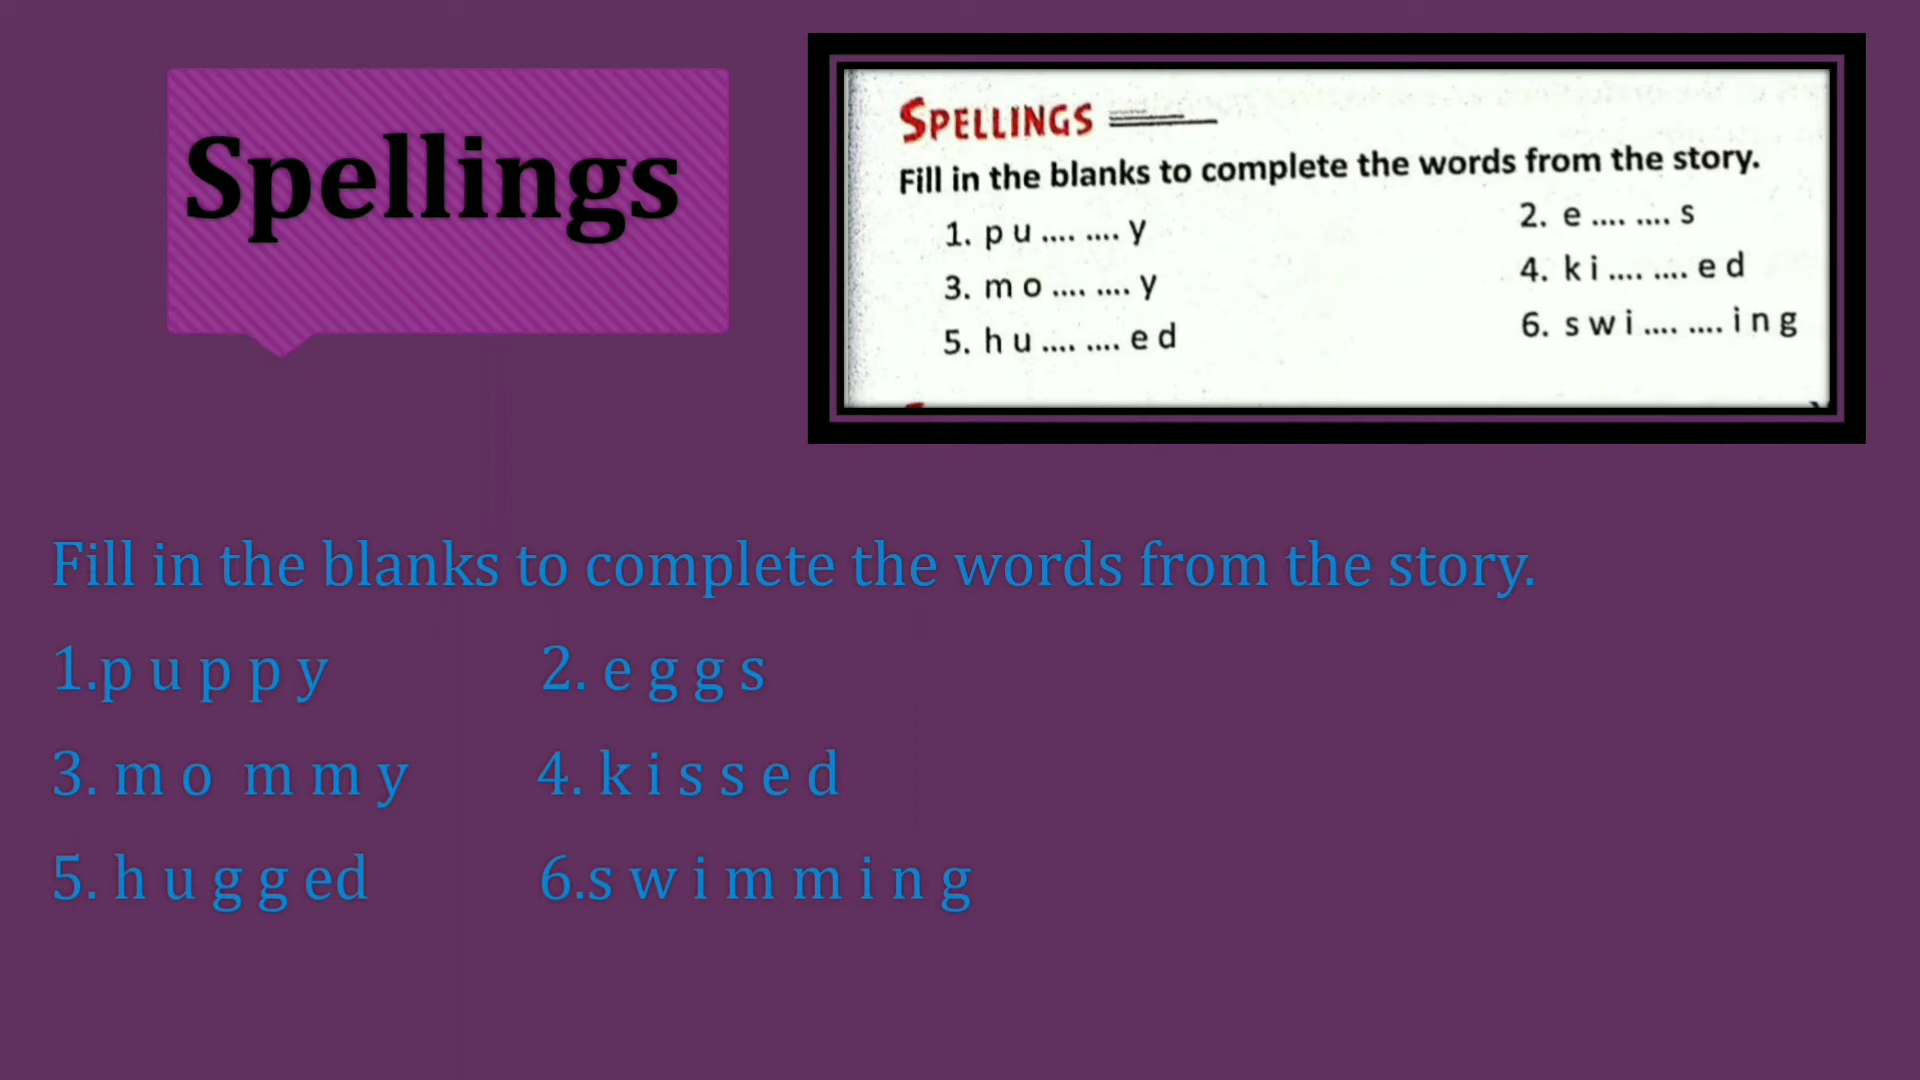 Spellings
SPELLINGS
Fill in the blanks to complete the words from the story.
1. p u .... .... y
2. e .... .... s
3. m o .... .... y
4. k i .... .... e d
5. h u .... .... e d
6. s w i .... .... i n g
Fill in the blanks to complete the words from the story.
1.p u p p y 2. e g g s
3. m o  m m y 4. k i s s e d
5. h u g g ed 6.s w i m m i n g